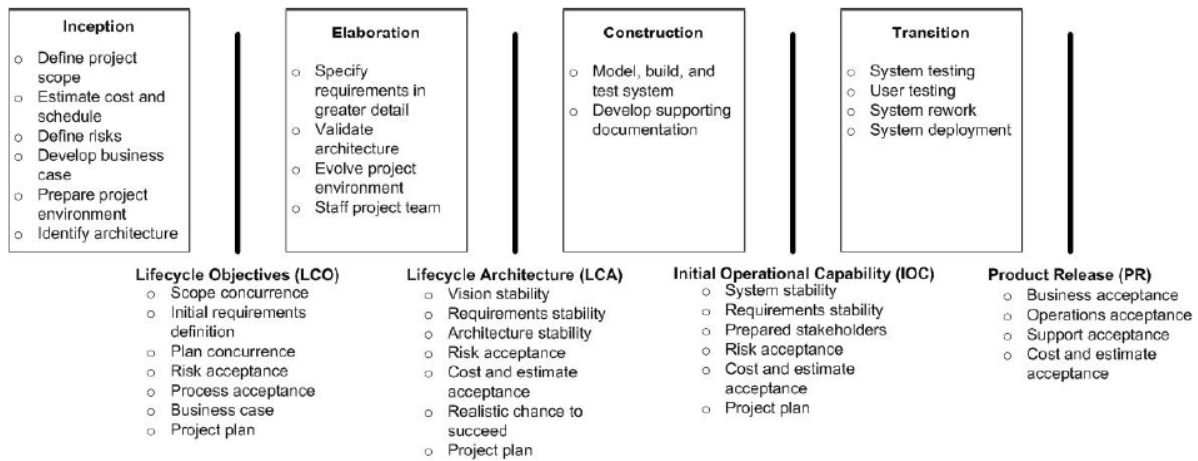 Inception
o Define project
scope
o Estimate cost and
schedule
o Define risks
o Develop business
case
o Prepare project
environment
o Identify architecture
Elaboration
o Specify
requirements in
greater detail
o Validate
architecture
o Evolve project
environment
o Staff project team
Construction
o Model, build, and
test system
o Develop supporting
documentation
Transition
o System testing
o User testing
o System rework
o System deployment
Lifecycle Objectives (LCO)
o Scope concurrence
o Initial requirements
definition
o Plan concurrence
o Risk acceptance
o Process acceptance
o Business case
o Project plan
Lifecycle Architecture (LCA)
o Vision stability
o Requirements stability
o Architecture stability
o Risk acceptance
o Cost and estimate
acceptance
o Realistic chance to
succeed
o Project plan
Initial Operational Capability (IOC)
o System stability
o Requirements stability
o Prepared stakeholders
o Risk acceptance
o Cost and estimate
acceptance
o Project plan
Product Release (PR)
o Business acceptance
o Operations acceptance
o Support acceptance
o Cost and estimate
acceptance